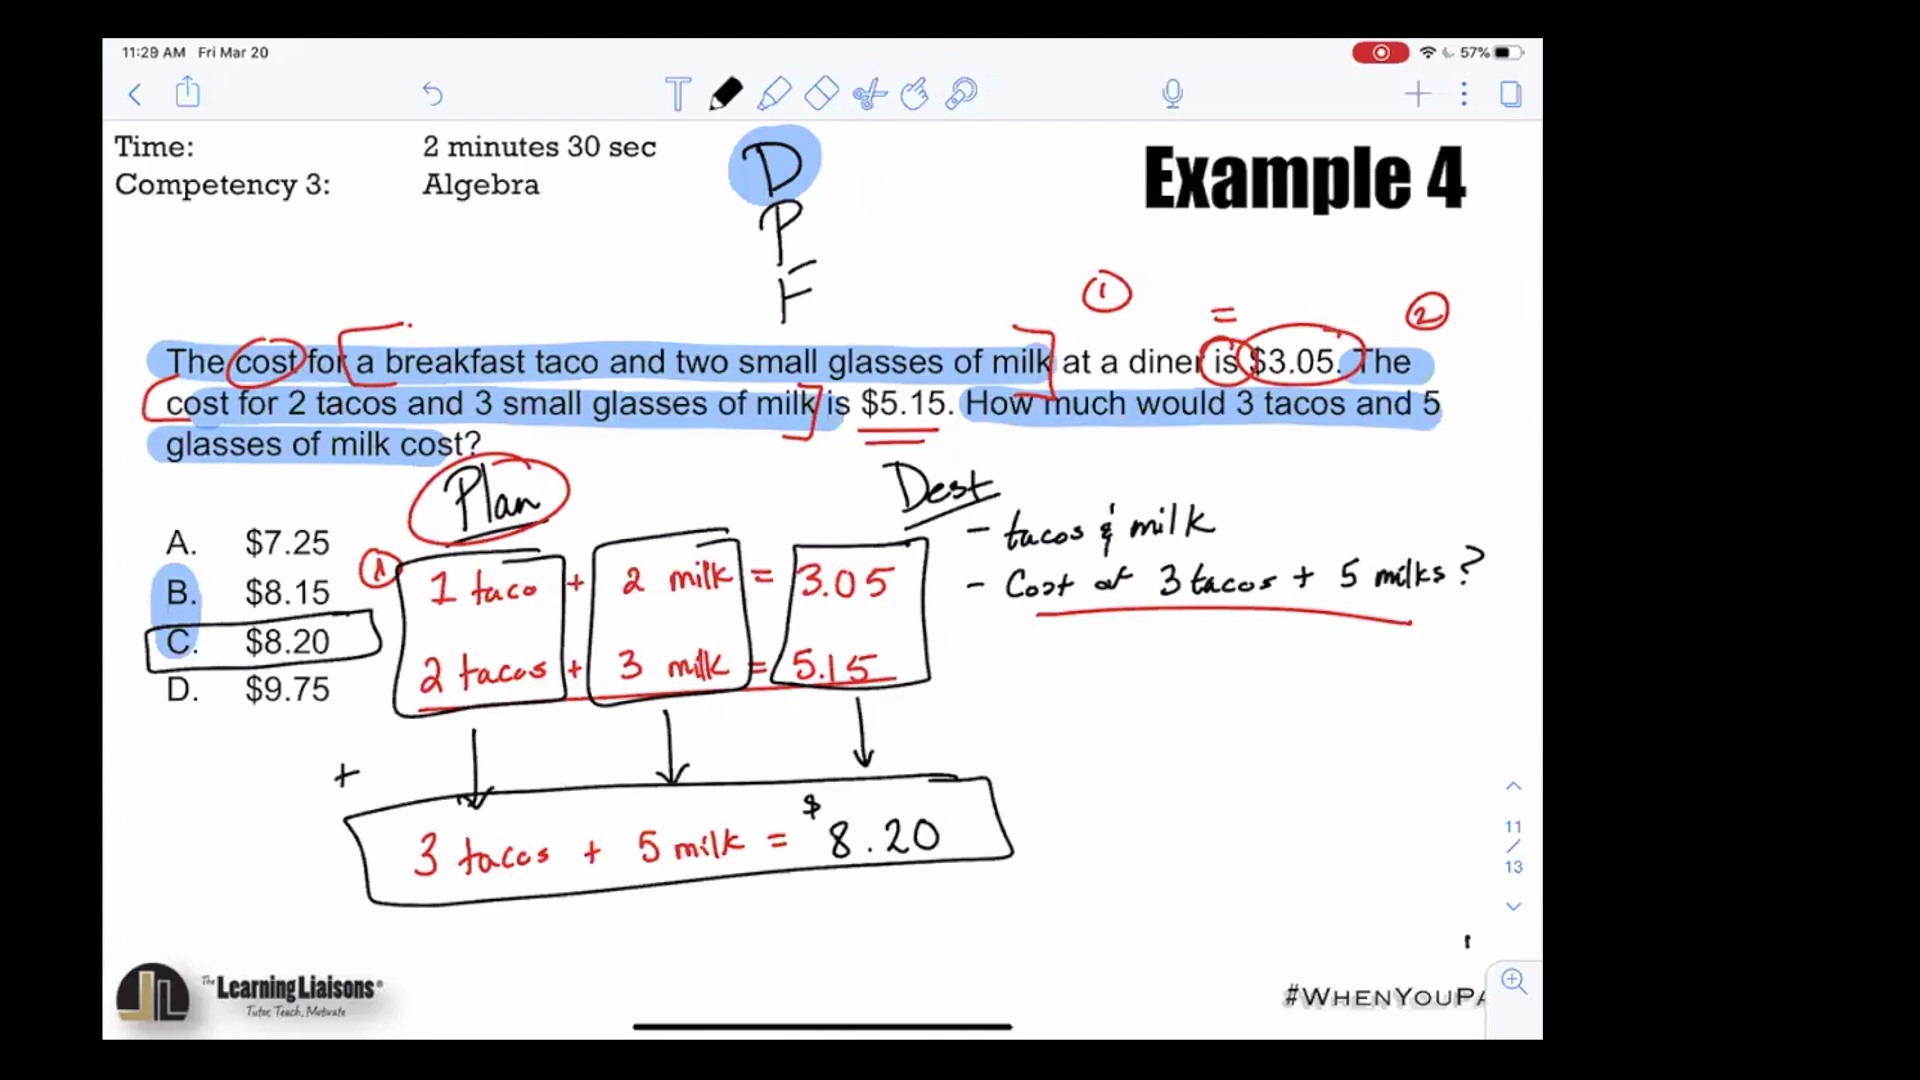 11:29 AM Fri Mar 20
57%
Time: 2 minutes 30 sec
Competency 3: Algebra
D
P
F
Example 4
1
=
2
The cost for a breakfast taco and two small glasses of milk at a diner is $3.05. The
cost for 2 tacos and 3 small glasses of milk is $5.15. How much would 3 tacos and 5
glasses of milk cost?
Plan
Dest
- tacos & milk
- Cost of 3 tacos + 5 milks?
A. $7.25
B. $8.15
C. $8.20
D. $9.75
1 taco + 2 milk = 3.05
2 tacos + 3 milk = 5.15
+
3 tacos + 5 milk = $8.20
11
/
13
The Learning Liaisons®
Tutor, Teach, Motivate
#WHENYOUPA